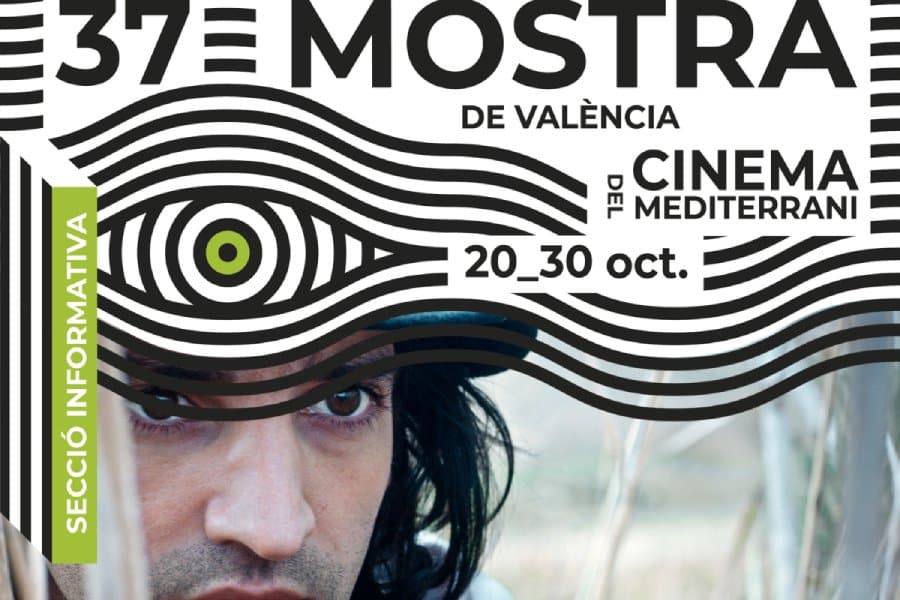 37 MOSTRA
DE VALÈNCIA
DEL CINEMA
MEDITERRANI
20_30 oct.
SECCIÓ INFORMATIVA